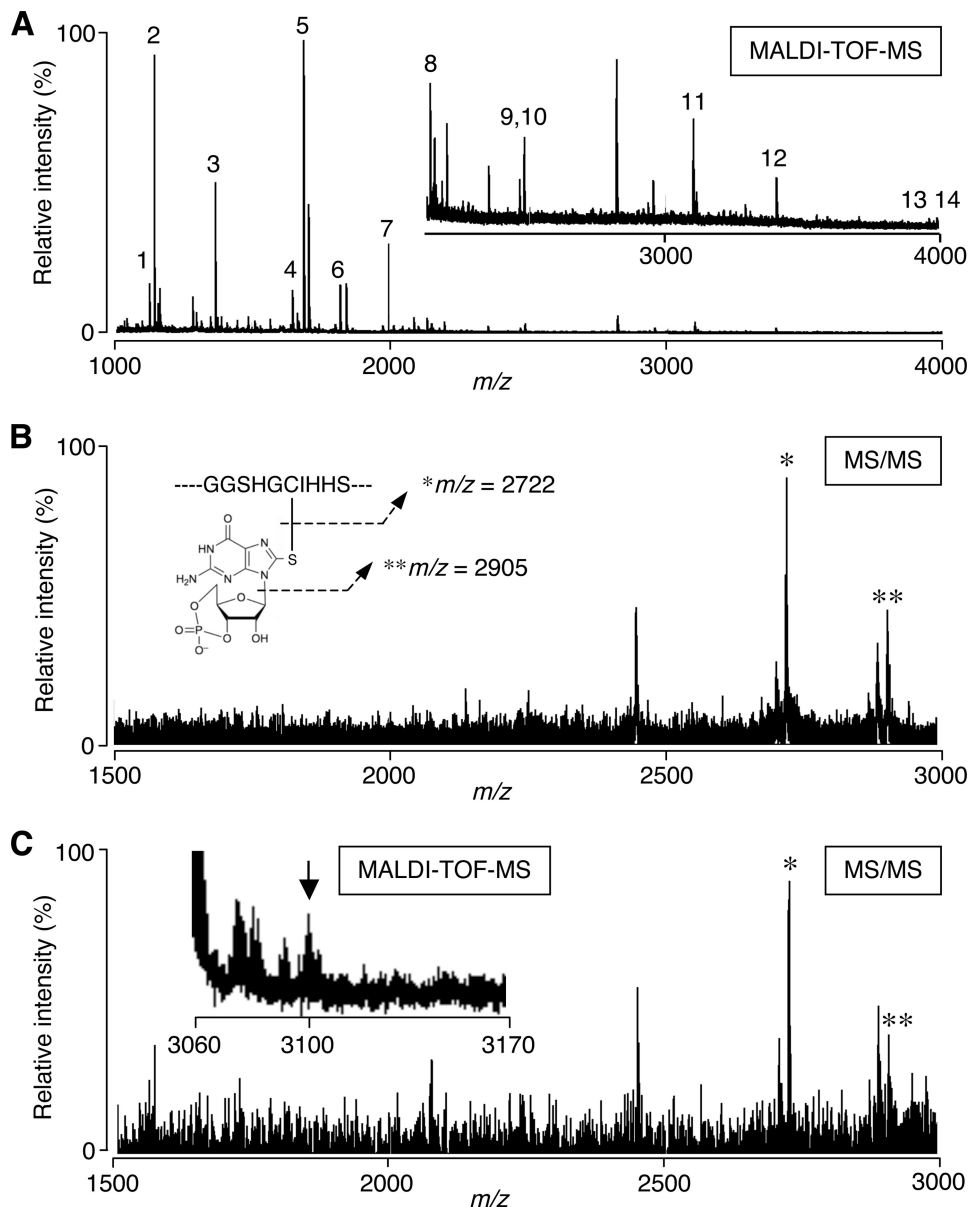 A
Relative intensity (%)
100
0
1
2
3
4
5
6
7
MALDI-TOF-MS
8
9,10
11
12
13 14
3000
4000
1000
2000
3000
4000
m/z
B
Relative intensity (%)
100
0
MS/MS
----GGSHGCIHHS---
*m/z = 2722
**m/z = 2905
O
HN
N
H₂N
N
N
S
O
O
O=P
O
O⁻
OH
*
**
1500
2000
2500
3000
m/z
C
Relative intensity (%)
100
0
MALDI-TOF-MS
MS/MS
3060
3100
3170
*
**
1500
2000
2500
3000
m/z